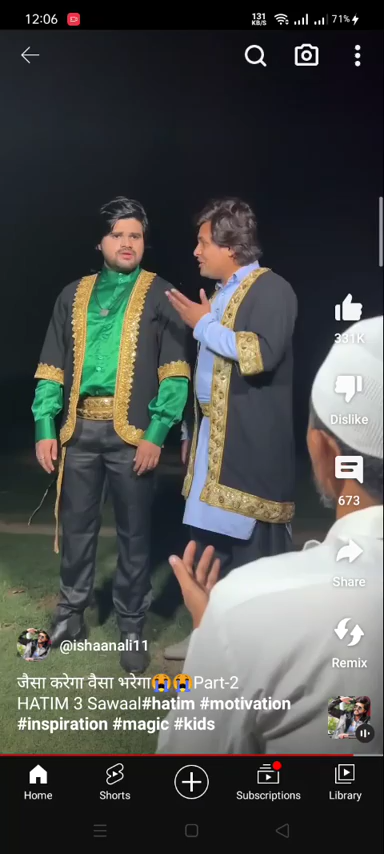 12:06
131
KB/S
71%
331K
Dislike
673
Share
Remix
@ishaanali11
जैसा करेगा वैसा भरेगा😭😭Part-2
HATIM 3 Sawaal#hatim #motivation
#inspiration #magic #kids
Home
Shorts
Subscriptions
Library